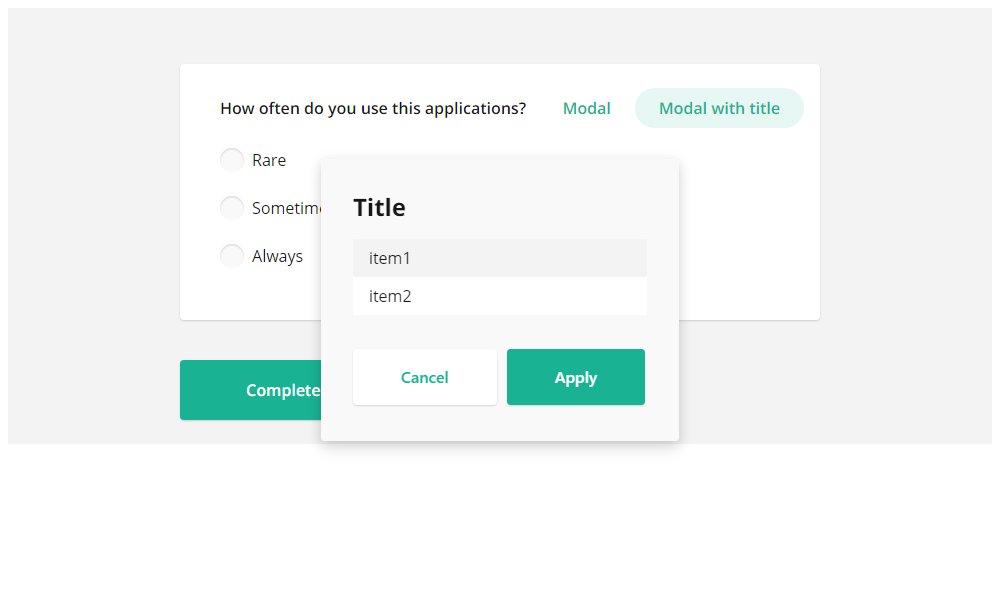 How often do you use this applications?
Modal
Modal with title
Rare
Sometime
Always
Title
item1
item2
Cancel
Apply
Complete